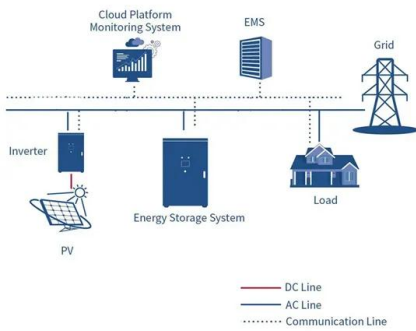 Cloud Platform
Monitoring System
EMS
Grid
Inverter
Energy Storage System
Load
PV
DC Line
AC Line
Communication Line